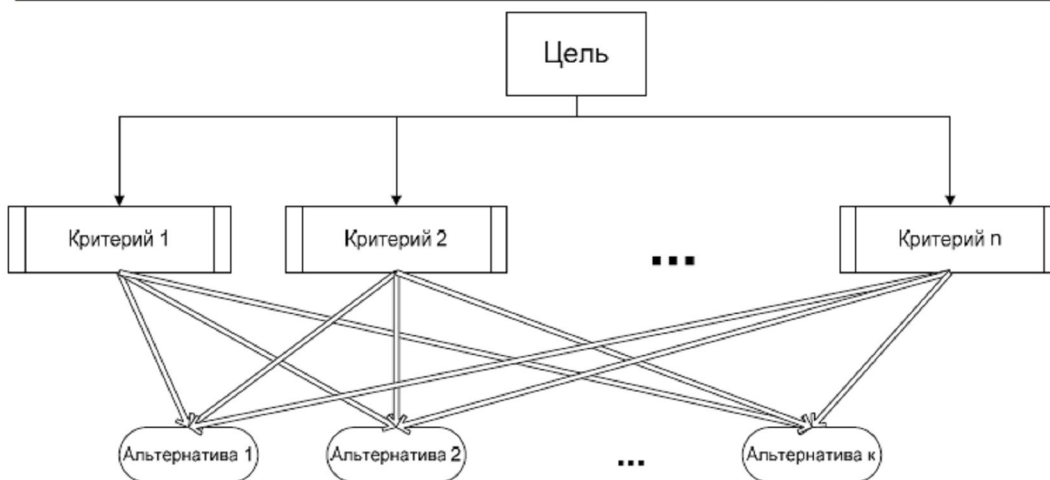 Цель
Критерий 1
Критерий 2
...
Критерий n
Альтернатива 1
Альтернатива 2
...
Альтернатива к